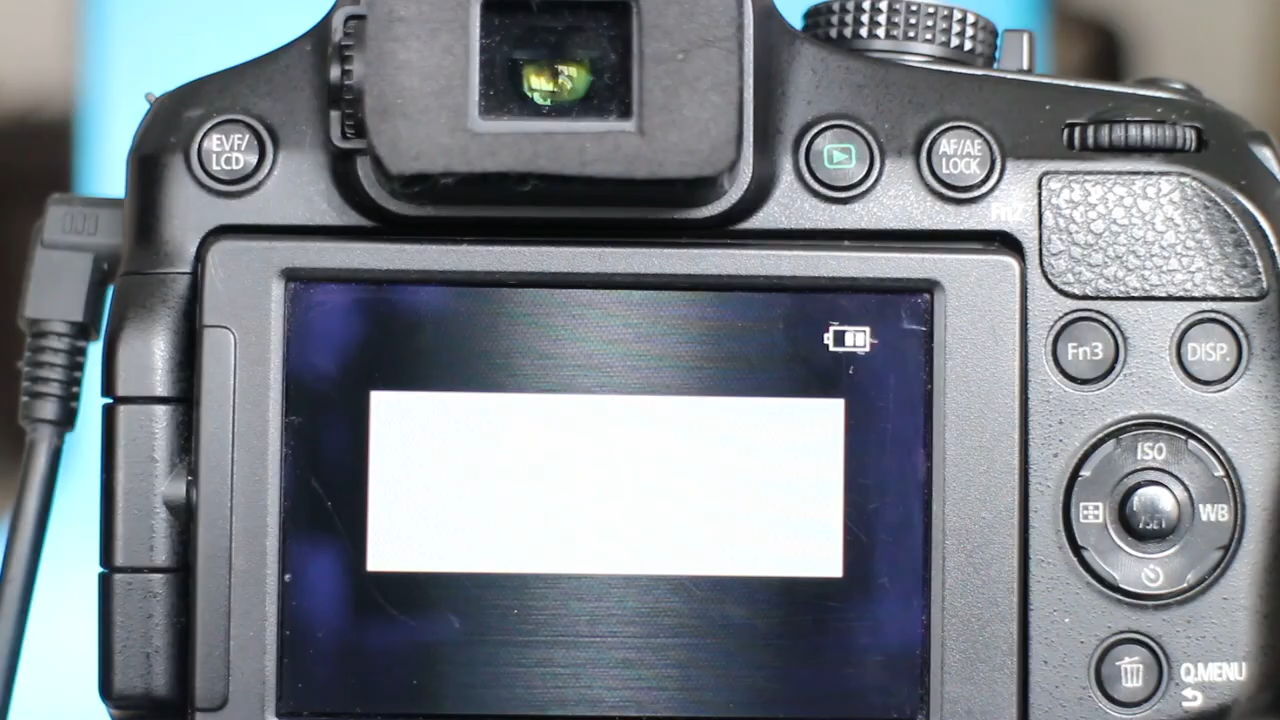 EVF/
LCD
AF/AE
LOCK
Fn2
Fn3
DISP.
ISO
WB
/SET
Q.MENU